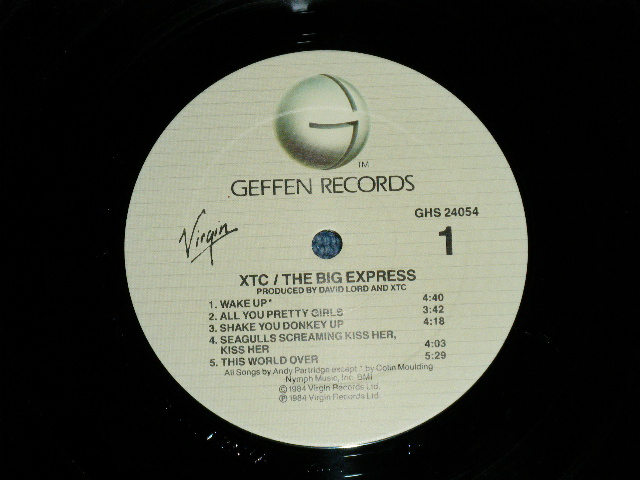 G
TM
GEFFEN RECORDS
Virgin
GHS 24054
1
XTC / THE BIG EXPRESS
PRODUCED BY DAVID LORD AND XTC
1. WAKE UP* 4:40
2. ALL YOU PRETTY GIRLS 3:42
3. SHAKE YOU DONKEY UP 4:18
4. SEAGULLS SCREAMING KISS HER,
KISS HER 4:03
5. THIS WORLD OVER 5:29
All Songs by Andy Partridge except * by Colin Moulding
Nymph Music, Inc. BMI
© 1984 Virgin Records Ltd.
℗ 1984 Virgin Records Ltd.